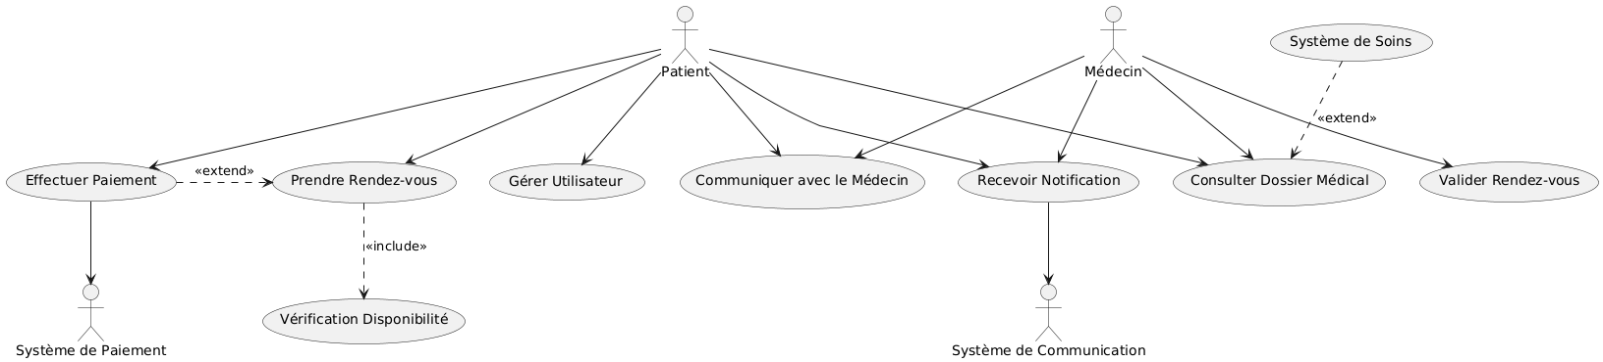 Système de Soins
Patient
Médecin
«extend»
«extend»
Effectuer Paiement
Prendre Rendez-vous
Gérer Utilisateur
Communiquer avec le Médecin
Recevoir Notification
Consulter Dossier Médical
Valider Rendez-vous
«include»
Vérification Disponibilité
Système de Paiement
Système de Communication